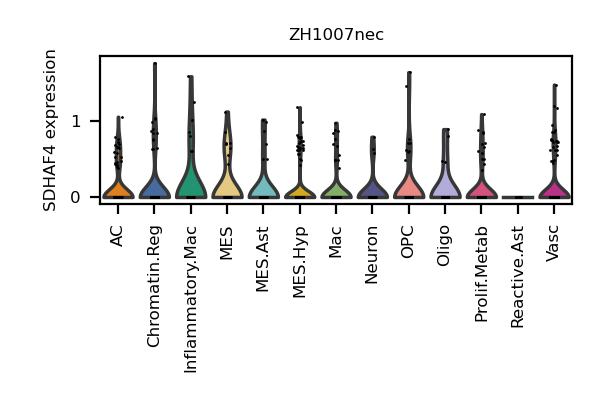 ZH1007nec
SDHAF4 expression
1
0
AC
Chromatin.Reg
Inflammatory.Mac
MES
MES.Ast
MES.Hyp
Mac
Neuron
OPC
Oligo
Prolif.Metab
Reactive.Ast
Vasc